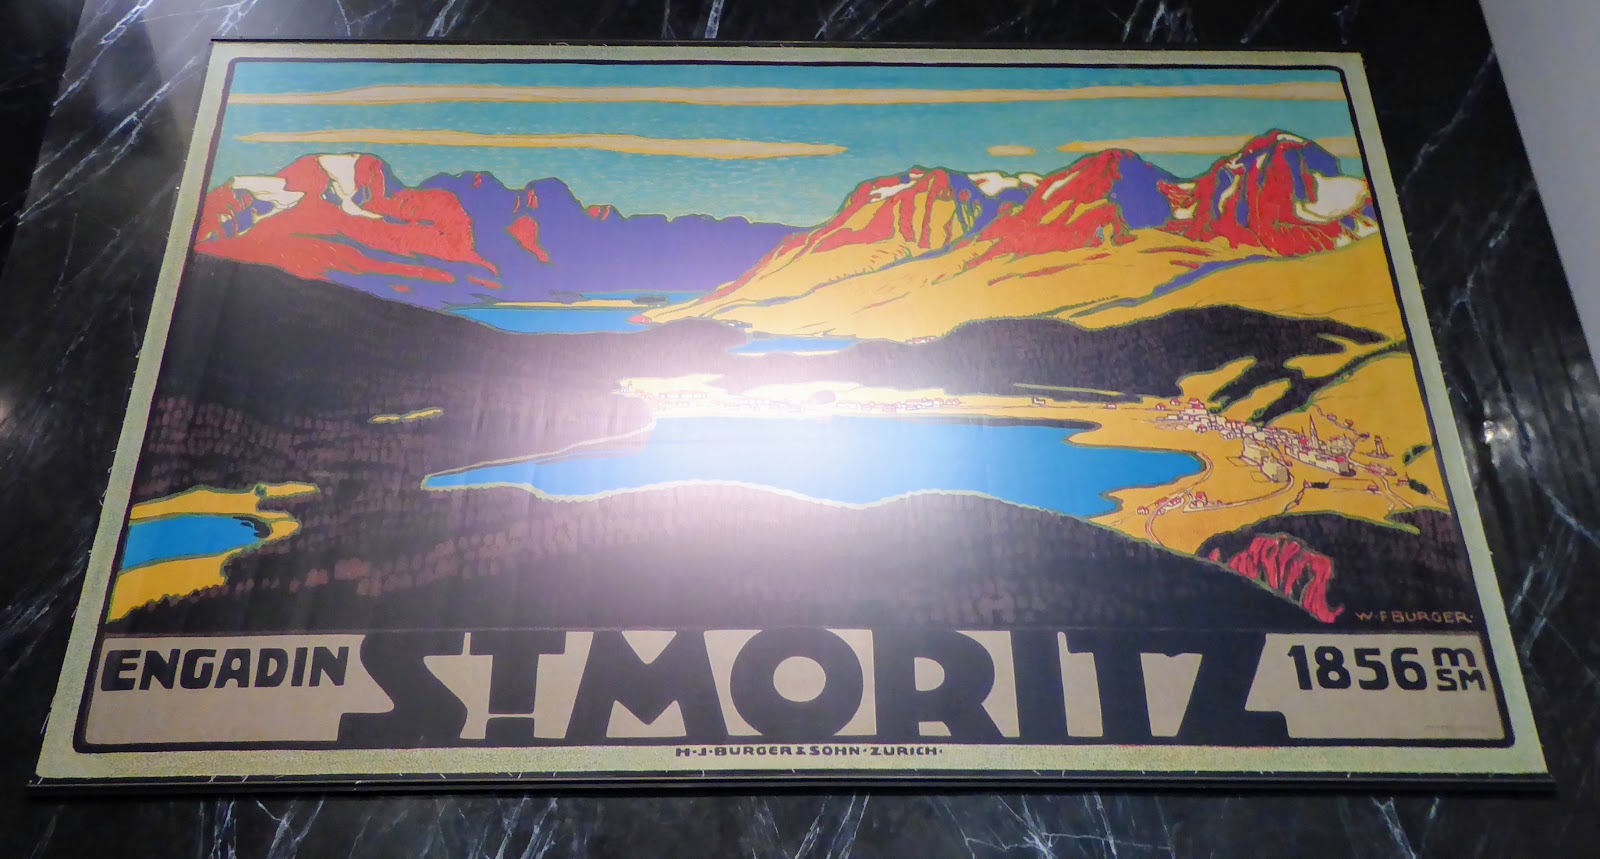 W·F·BURGER·
ENGADIN ST. MORITZ 1856 m SM
H·J·BURGER & SOHN·ZURICH·